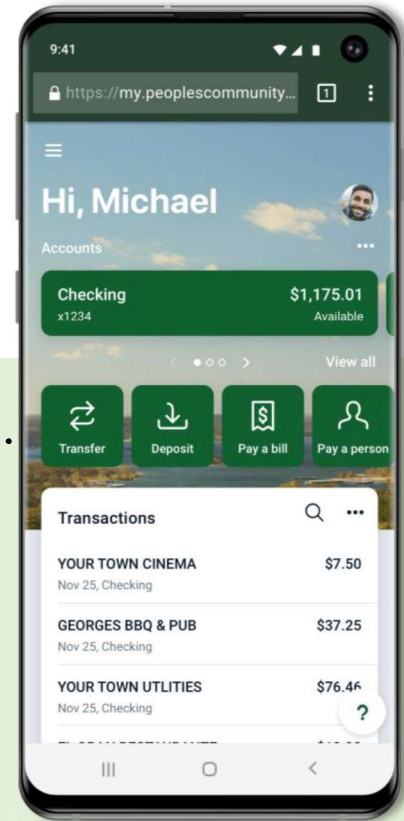 9:41
https://my.peoplescommunity...
1
Hi, Michael
Accounts
Checking
$1,175.01
x1234
Available
View all
Transfer
Deposit
Pay a bill
Pay a person
Transactions
YOUR TOWN CINEMA
$7.50
Nov 25, Checking
GEORGES BBQ & PUB
$37.25
Nov 25, Checking
YOUR TOWN UTLITIES
$76.46
Nov 25, Checking
?